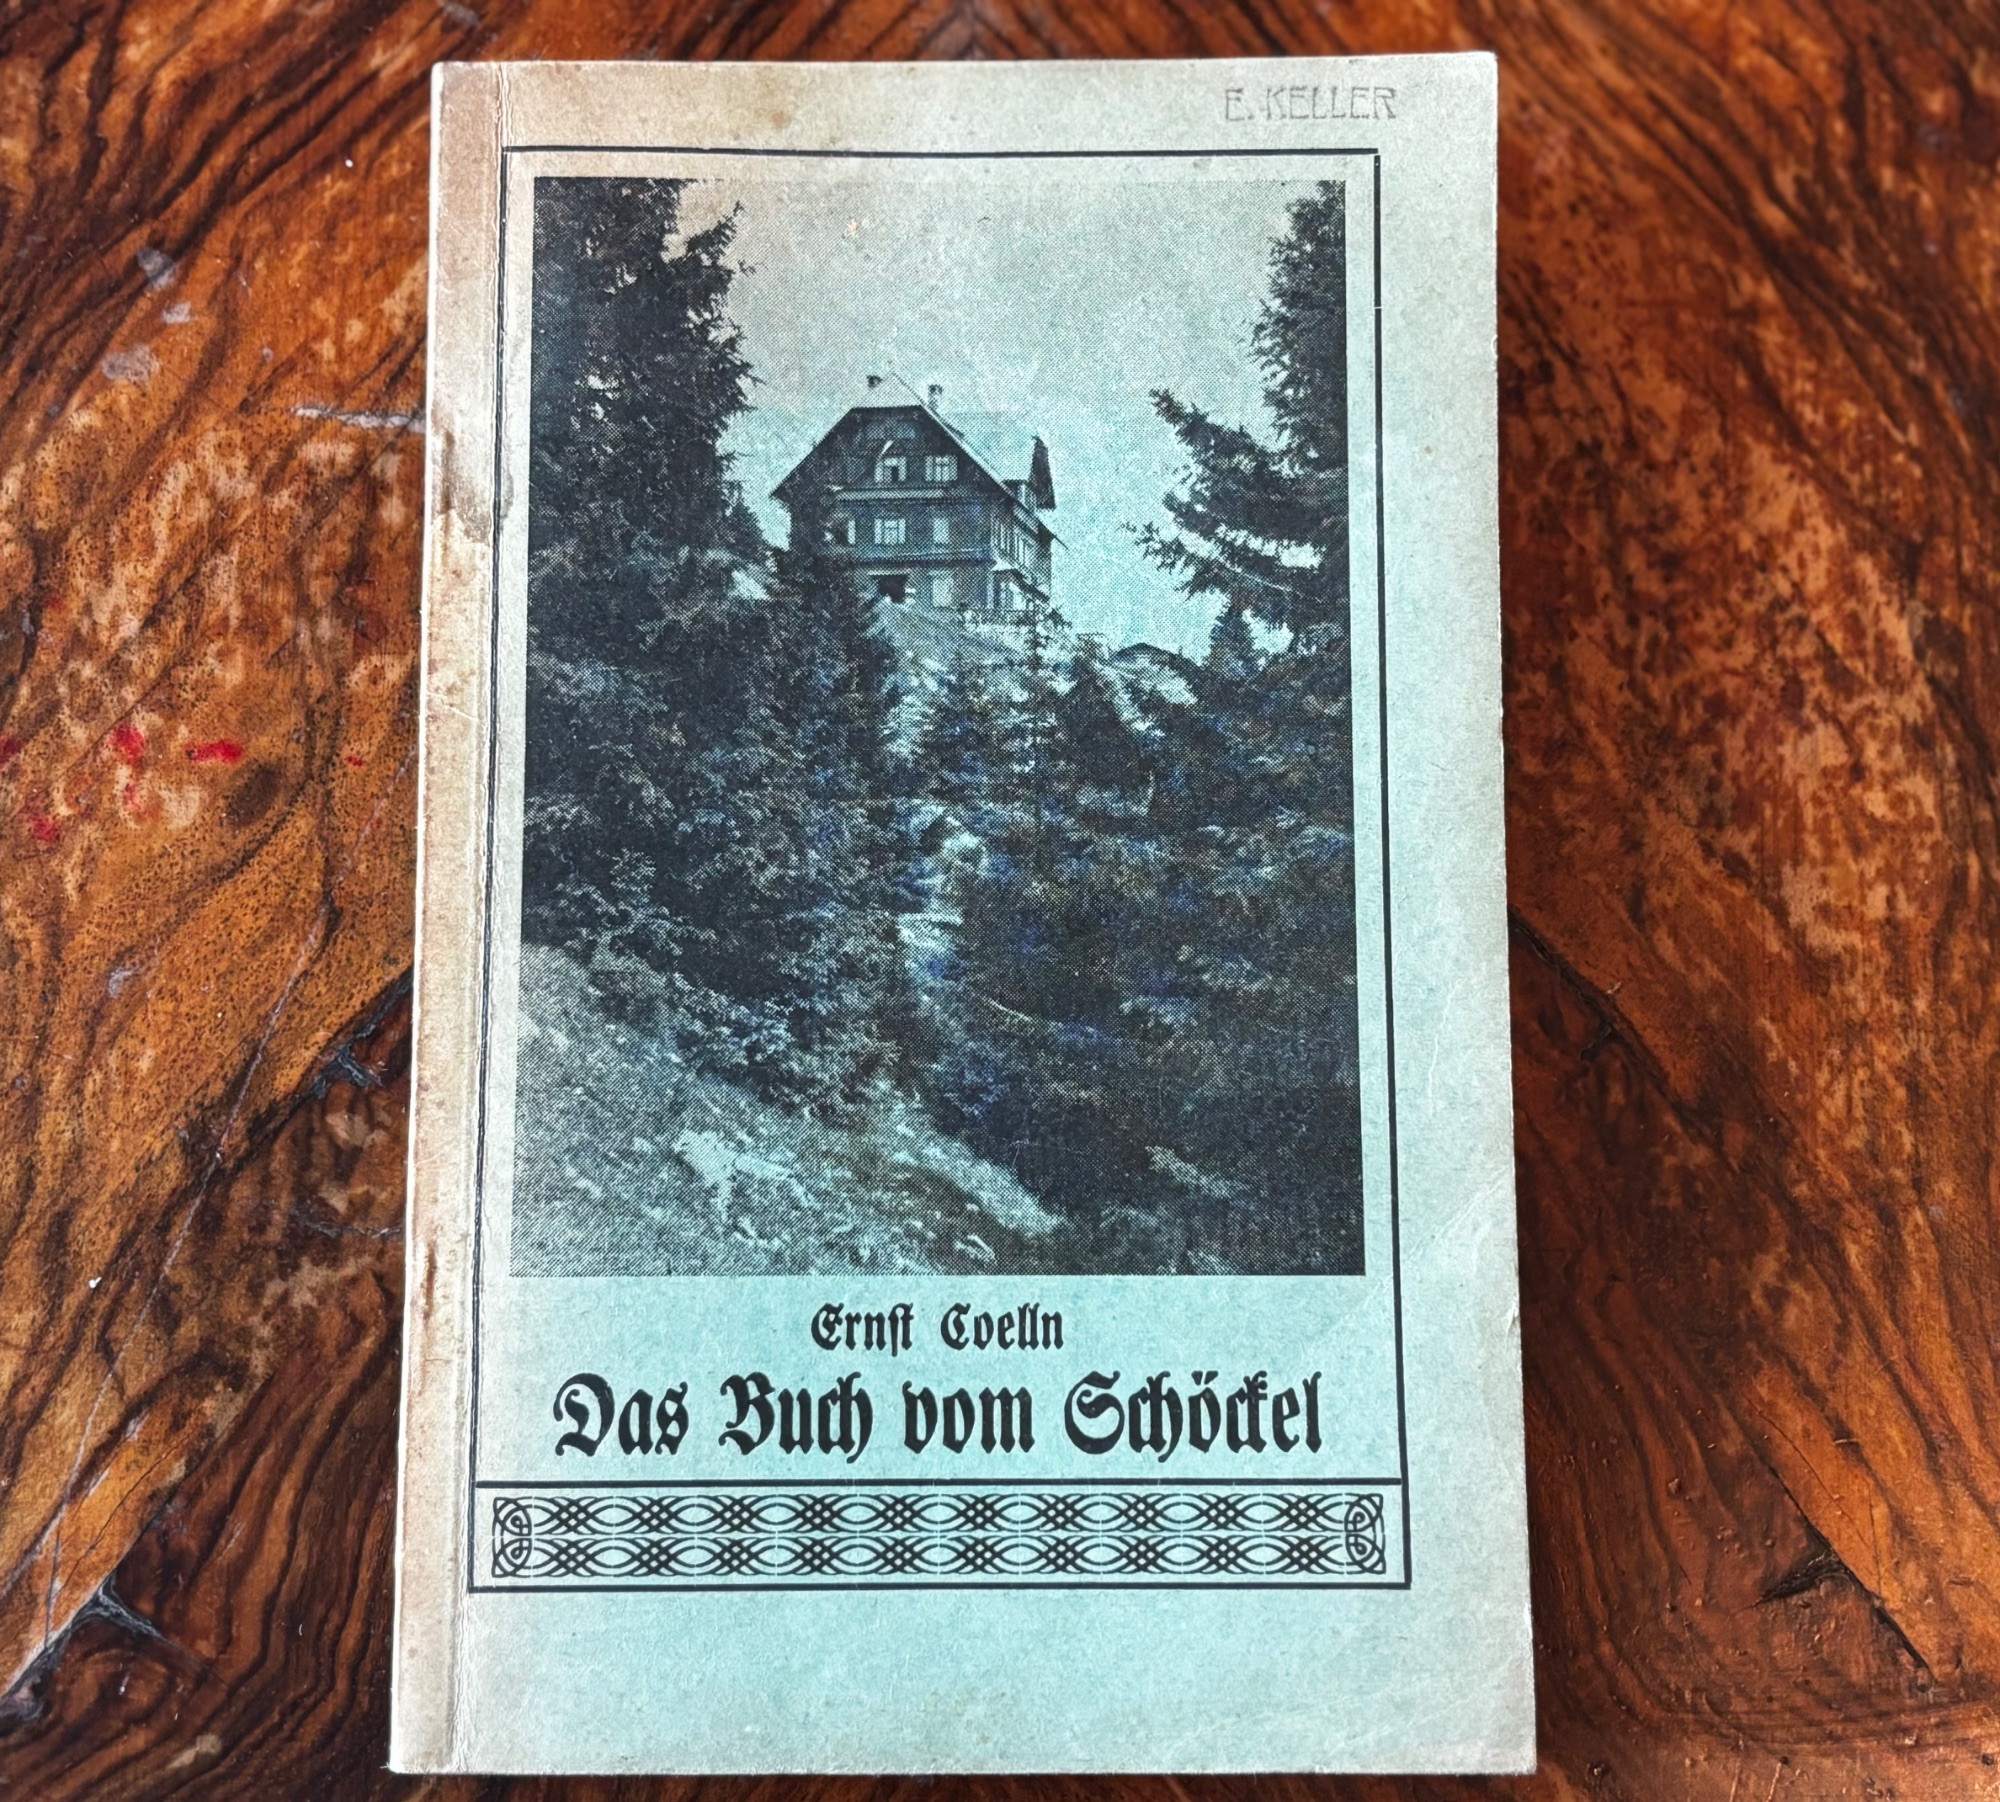 E. KELLER
Ernst Coelln
Das Buch vom Schöckel